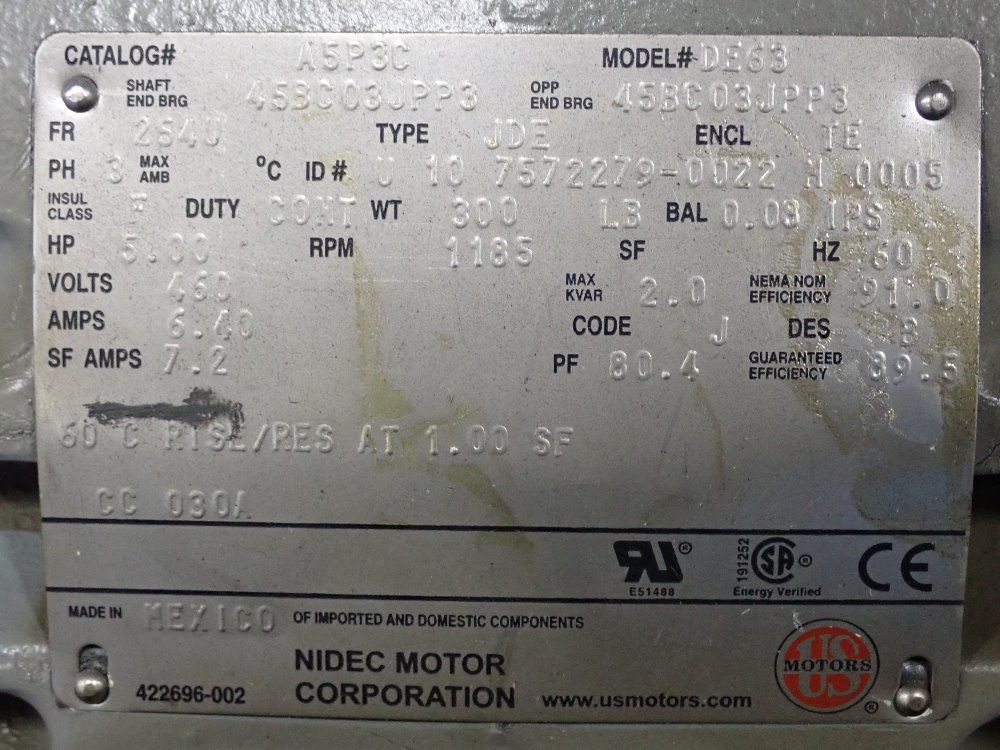 CATALOG# A5P3C MODEL# DE63
SHAFT END BRG 45BC03JPP3 OPP END BRG 45BC03JPP3
FR 254U TYPE JDE ENCL TE
PH 3 MAX AMB °C ID# U 10 7572279-0022 M 0005
INSUL CLASS F DUTY CONT WT 300 LB BAL 0.08 IPS
HP 5.00 RPM 1185 SF HZ 60
VOLTS 460 MAX KVAR 2.0 NEMA NOM EFFICIENCY 91.0
AMPS 6.40 CODE J DES B
SF AMPS 7.2 PF 80.4 GUARANTEED EFFICIENCY 89.5
60 C RISE/RES AT 1.00 SF
CC 030A
RU ® 191252 SA ® CE
E51488 Energy Verified
MADE IN MEXICO OF IMPORTED AND DOMESTIC COMPONENTS
NIDEC MOTOR
422696-002 CORPORATION www.usmotors.com
US MOTORS ®